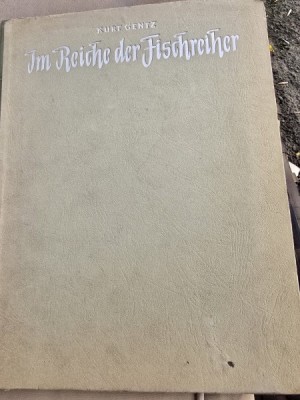 KURT GENTZ
Im Reiche der Fischreiher